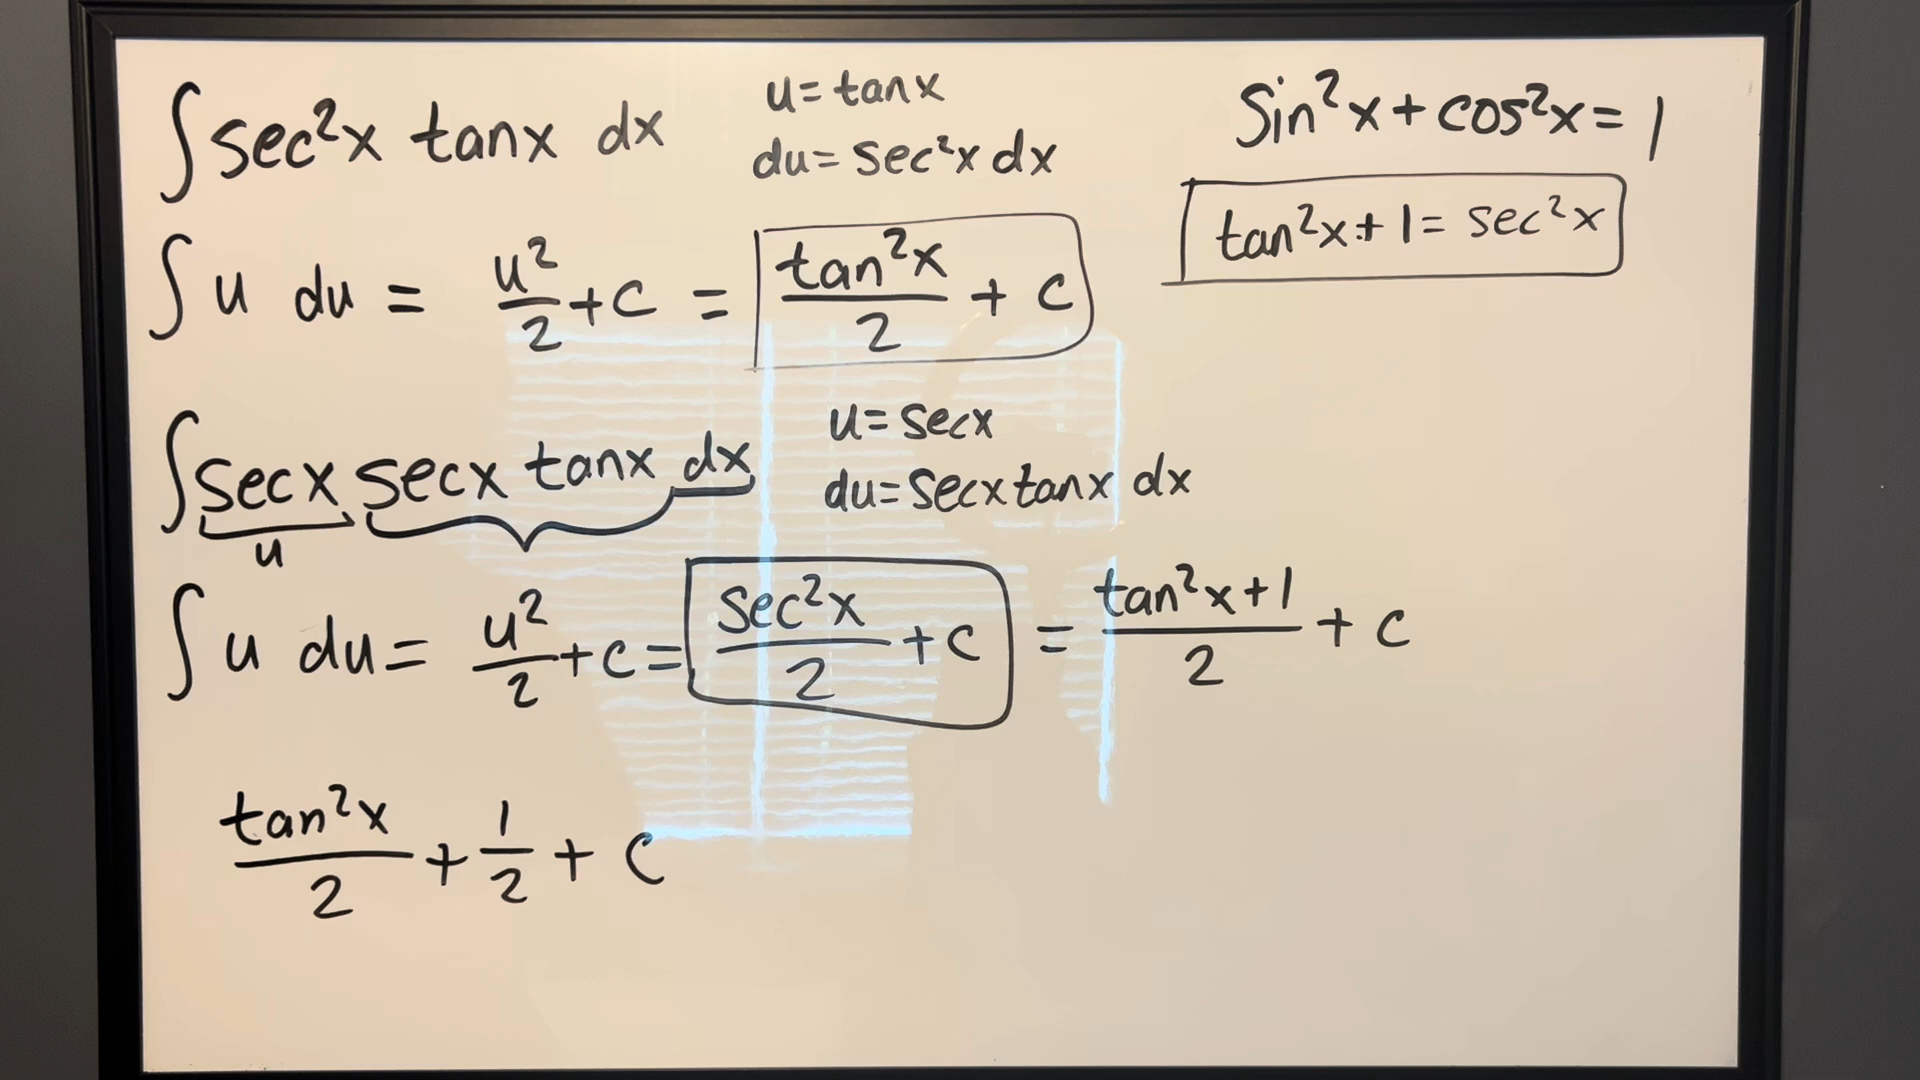 ∫ sec²x tanx dx
u = tanx
du = sec²x dx
sin²x + cos²x = 1
tan²x + 1 = sec²x
∫ u du = u²/2 + c = tan²x/2 + c
∫ secx secx tanx dx
u
u = secx
du = secx tanx dx
∫ u du = u²/2 + c = sec²x/2 + c = (tan²x + 1)/2 + c
tan²x/2 + 1/2 + c